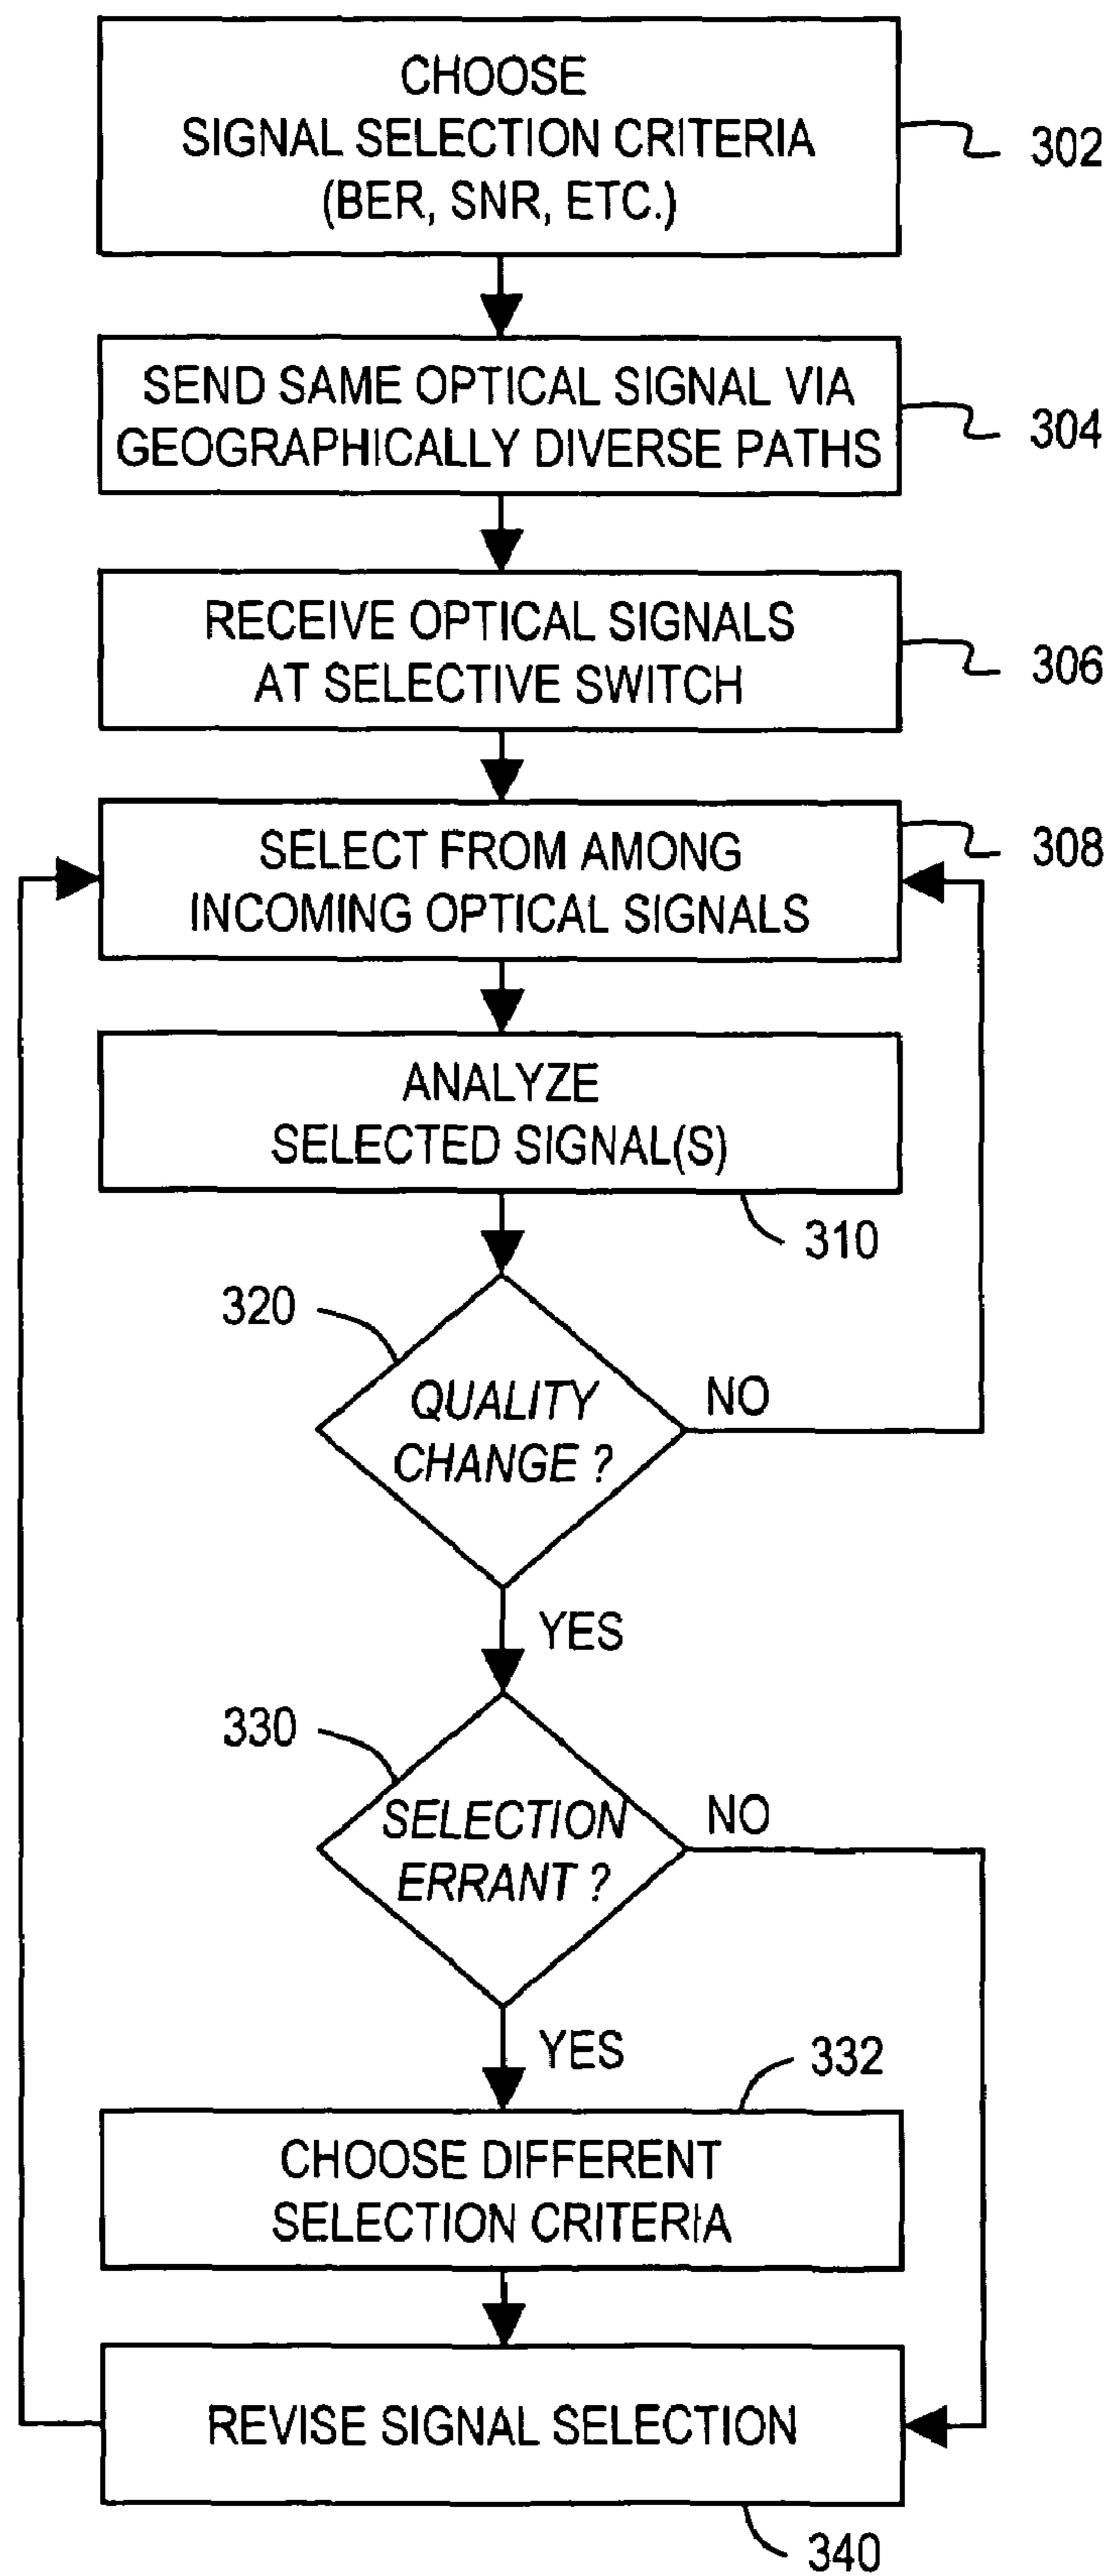 CHOOSE
SIGNAL SELECTION CRITERIA
(BER, SNR, ETC.)
302
SEND SAME OPTICAL SIGNAL VIA
GEOGRAPHICALLY DIVERSE PATHS
304
RECEIVE OPTICAL SIGNALS
AT SELECTIVE SWITCH
306
SELECT FROM AMONG
INCOMING OPTICAL SIGNALS
308
ANALYZE
SELECTED SIGNAL(S)
310
320
QUALITY
CHANGE ?
NO
YES
330
SELECTION
ERRANT ?
NO
YES
332
CHOOSE DIFFERENT
SELECTION CRITERIA
REVISE SIGNAL SELECTION
340